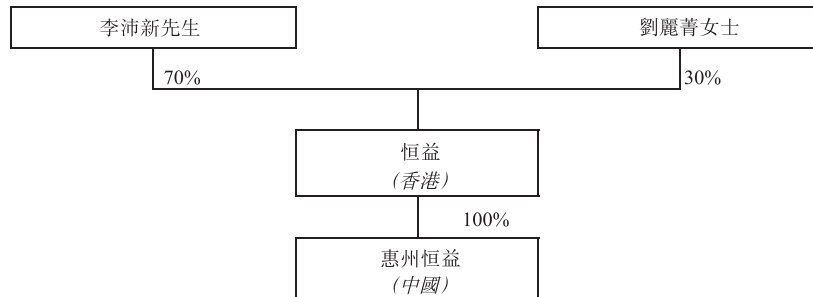 李沛新先生
劉麗菁女士
70%
30%
恒益
(香港)
100%
惠州恒益
(中國)